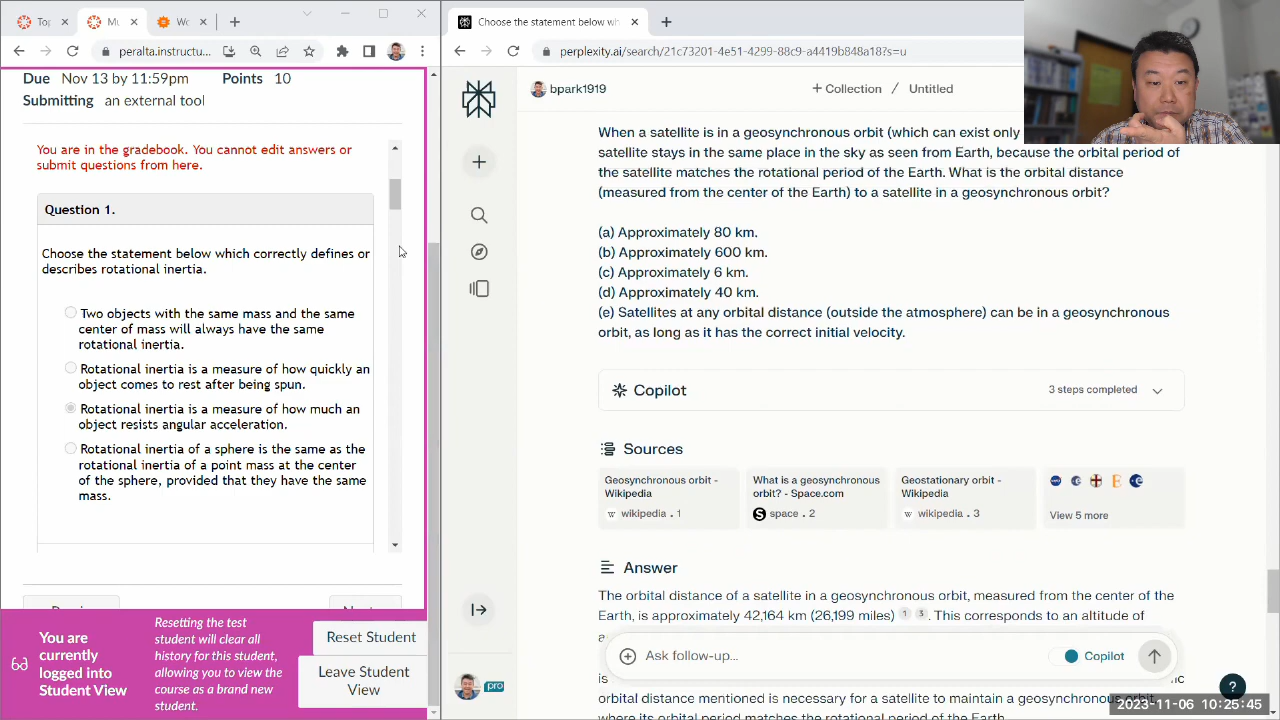 To
Mu
Wo
peralta.instructu...
Due Nov 13 by 11:59pm Points 10
Submitting an external tool
You are in the gradebook. You cannot edit answers or
submit questions from here.
Question 1.
Choose the statement below which correctly defines or
describes rotational inertia.
Two objects with the same mass and the same
center of mass will always have the same
rotational inertia.
Rotational inertia is a measure of how quickly an
object comes to rest after being spun.
Rotational inertia is a measure of how much an
object resists angular acceleration.
Rotational inertia of a sphere is the same as the
rotational inertia of a point mass at the center
of the sphere, provided that they have the same
mass.
You are
currently
logged into
Student View
Resetting the test
student will clear all
history for this student,
allowing you to view the
course as a brand new
student.
Reset Student
Leave Student
View
Choose the statement below wh
perplexity.ai/search/21c73201-4e51-4299-88c9-a4419b848a18?s=u
bpark1919
+ Collection / Untitled
When a satellite is in a geosynchronous orbit (which can exist only
satellite stays in the same place in the sky as seen from Earth, because the orbital period of
the satellite matches the rotational period of the Earth. What is the orbital distance
(measured from the center of the Earth) to a satellite in a geosynchronous orbit?
(a) Approximately 80 km.
(b) Approximately 600 km.
(c) Approximately 6 km.
(d) Approximately 40 km.
(e) Satellites at any orbital distance (outside the atmosphere) can be in a geosynchronous
orbit, as long as it has the correct initial velocity.
Copilot
3 steps completed
Sources
Geosynchronous orbit -
Wikipedia
wikipedia . 1
What is a geosynchronous
orbit? - Space.com
space . 2
Geostationary orbit -
Wikipedia
wikipedia . 3
View 5 more
Answer
The orbital distance of a satellite in a geosynchronous orbit, measured from the center of the
Earth, is approximately 42,164 km (26,199 miles) 1 3 . This corresponds to an altitude of
Ask follow-up...
Copilot
pro
?
orbital distance mentioned is necessary for a satellite to maintain a geosynchronous orbit,
where its orbital period matches the rotational period of the Earth.
2023-11-06 10:25:45